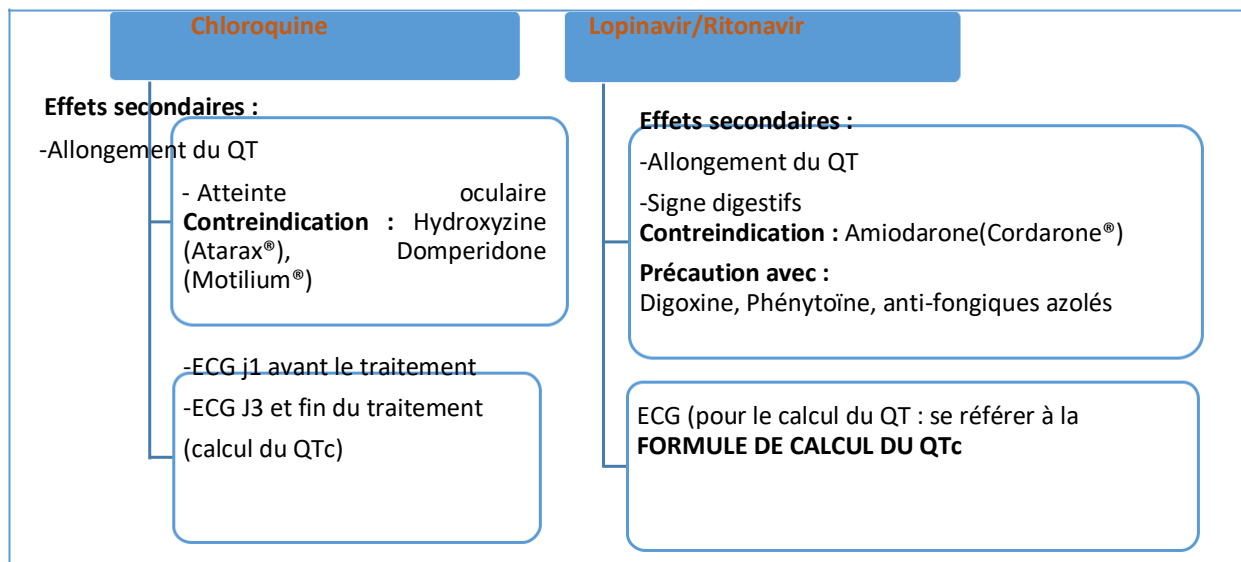 Chloroquine
Effets secondaires :
-Allongement du QT
- Atteinte oculaire
Contreindication : Hydroxyzine
(Atarax®), Domperidone
(Motilium®)
-ECG j1 avant le traitement
-ECG J3 et fin du traitement
(calcul du QTc)
Lopinavir/Ritonavir
Effets secondaires :
-Allongement du QT
-Signe digestifs
Contreindication : Amiodarone(Cordarone®)
Précaution avec :
Digoxine, Phénytoïne, anti-fongiques azolés
ECG (pour le calcul du QT : se référer à la
FORMULE DE CALCUL DU QTc